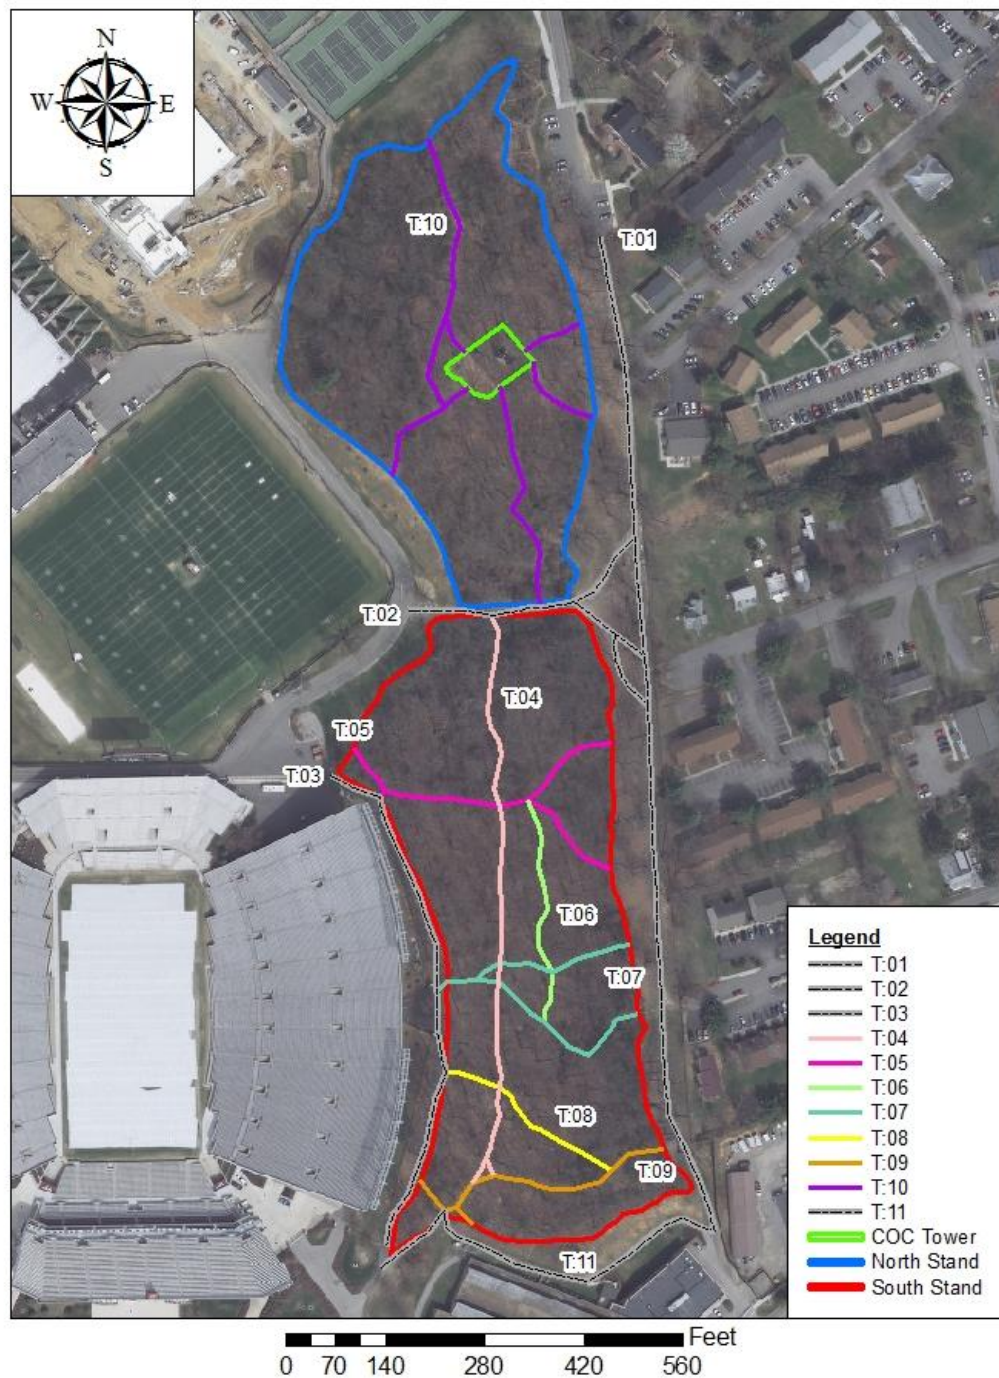 N
W E
S
T:10
T:01
T:02
T:04
T:05
T:03
T:06
T:07
T:08
T:09
T:11
Legend
T:01
T:02
T:03
T:04
T:05
T:06
T:07
T:08
T:09
T:10
T:11
COC Tower
North Stand
South Stand
Feet
0 70 140 280 420 560